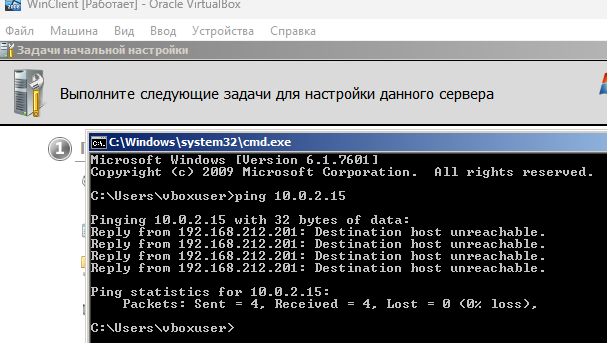 WinClient [Работает] - Oracle VirtualBox
Файл Машина Вид Ввод Устройства Справка
Задачи начальной настройки
Выполните следующие задачи для настройки данного сервера
1
C:\Windows\system32\cmd.exe
Microsoft Windows [Version 6.1.7601]
Copyright (c) 2009 Microsoft Corporation. All rights reserved.
C:\Users\vboxuser>ping 10.0.2.15
Pinging 10.0.2.15 with 32 bytes of data:
Reply from 192.168.212.201: Destination host unreachable.
Reply from 192.168.212.201: Destination host unreachable.
Reply from 192.168.212.201: Destination host unreachable.
Reply from 192.168.212.201: Destination host unreachable.
Ping statistics for 10.0.2.15:
Packets: Sent = 4, Received = 4, Lost = 0 (0% loss),
C:\Users\vboxuser>